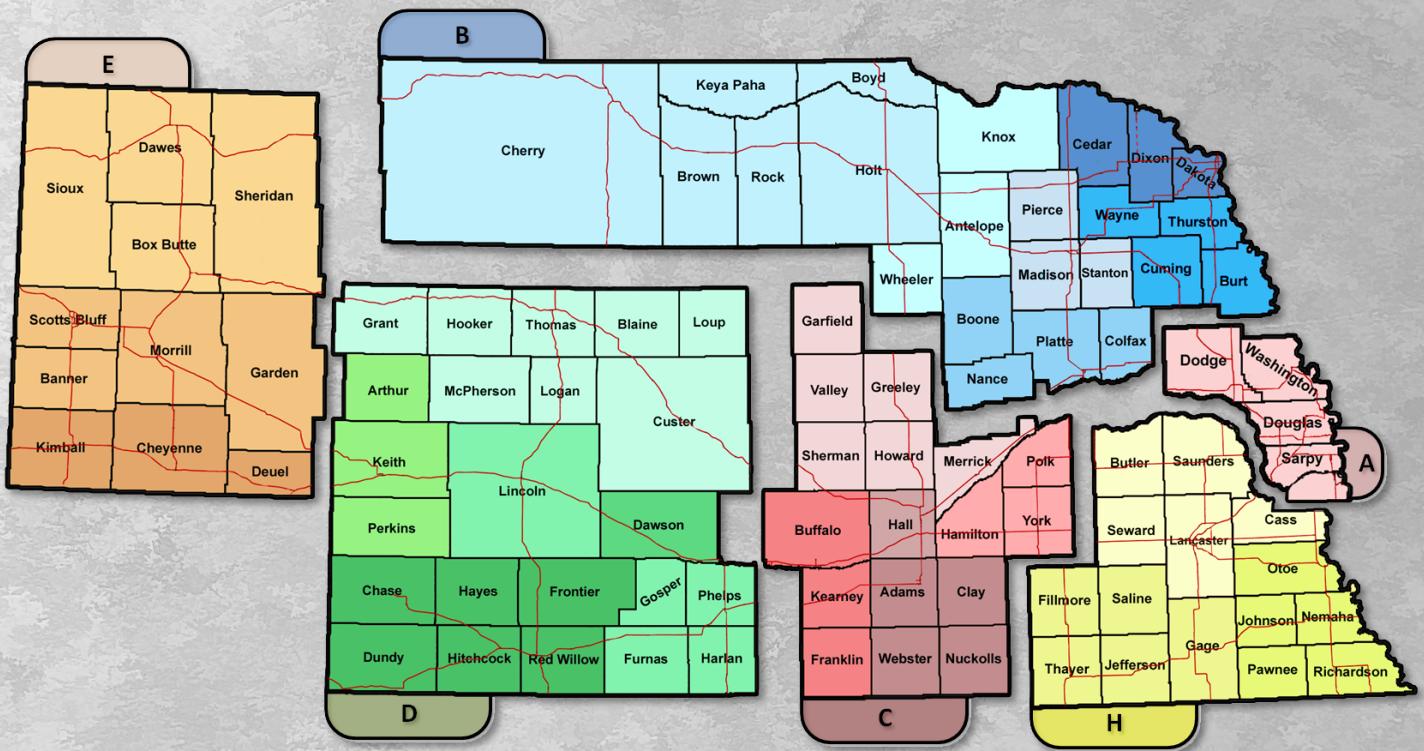 E
Dawes
Sioux
Sheridan
Box Butte
Scotts Bluff
Morrill
Banner
Garden
Kimball
Cheyenne
Deuel
B
Keya Paha
Boyd
Cherry
Brown
Rock
Holt
Knox
Cedar
Dixon
Dakota
Antelope
Pierce
Wayne
Thurston
Wheeler
Madison
Stanton
Cuming
Burt
Boone
Platte
Colfax
Nance
Grant
Hooker
Thomas
Blaine
Loup
Arthur
McPherson
Logan
Custer
Keith
Lincoln
Perkins
Dawson
Chase
Hayes
Frontier
Gosper
Phelps
Dundy
Hitchcock
Red Willow
Furnas
Harlan
D
Garfield
Valley
Greeley
Sherman
Howard
Merrick
Polk
Buffalo
Hall
Hamilton
York
Kearney
Adams
Clay
Franklin
Webster
Nuckolls
C
Dodge
Washington
Douglas
Sarpy
A
Butler
Saunders
Seward
Lancaster
Cass
Otoe
Fillmore
Saline
Johnson
Nemaha
Gage
Thayer
Jefferson
Pawnee
Richardson
H